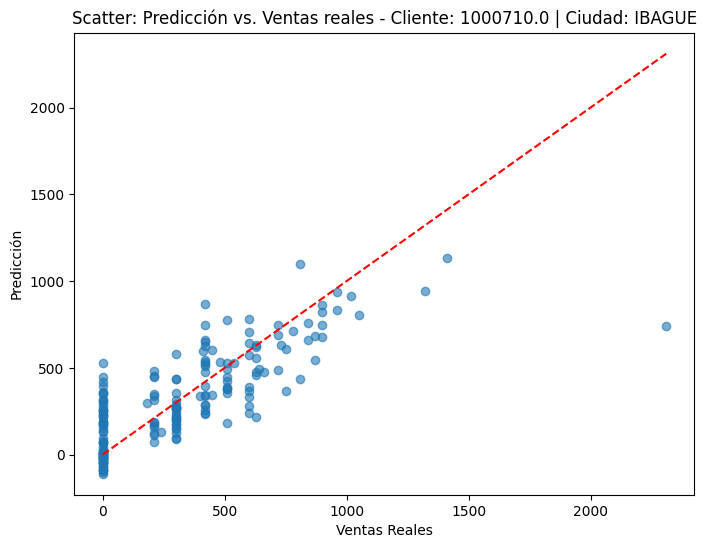 Scatter: Predicción vs. Ventas reales - Cliente: 1000710.0 | Ciudad: IBAGUE
2000
1500
1000
500
0
Predicción
0 500 1000 1500 2000
Ventas Reales